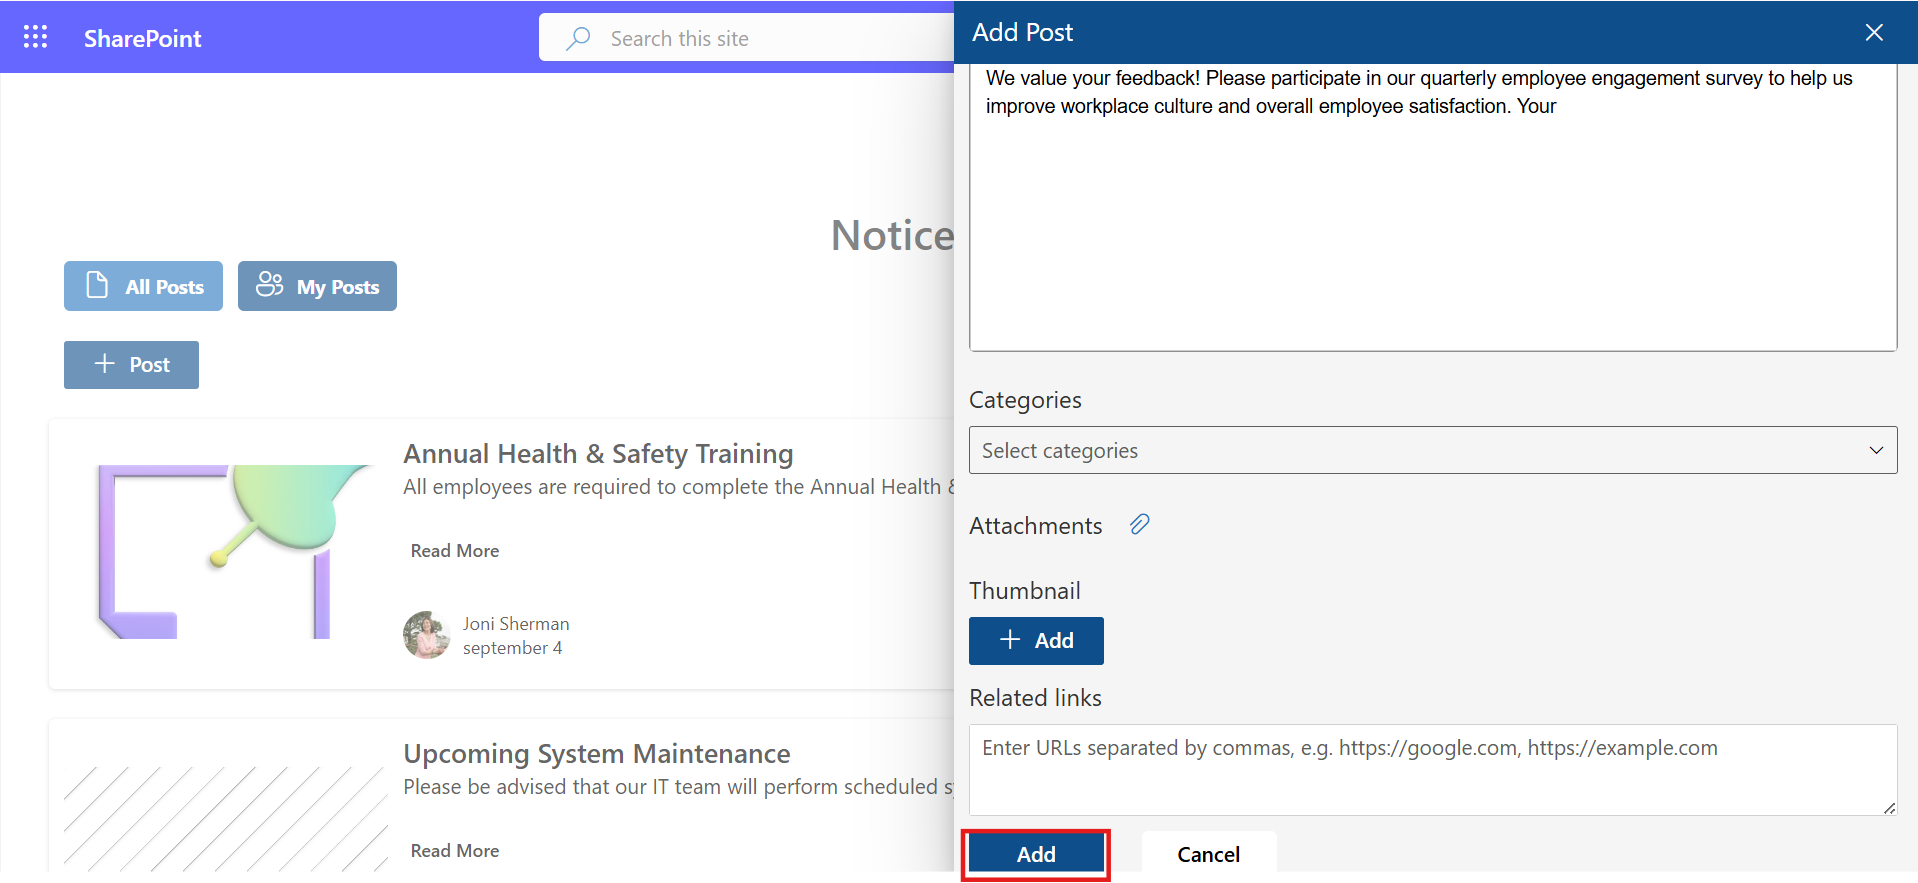 SharePoint
Search this site
Notice
All Posts
My Posts
Post
Annual Health & Safety Training
All employees are required to complete the Annual Health &
Read More
Joni Sherman
september 4
Upcoming System Maintenance
Please be advised that our IT team will perform scheduled
Read More
Add Post
We value your feedback! Please participate in our quarterly employee engagement survey to help us
improve workplace culture and overall employee satisfaction. Your
Categories
Select categories
Attachments
Thumbnail
Add
Related links
Enter URLs separated by commas, e.g. https://google.com, https://example.com
Add
Cancel